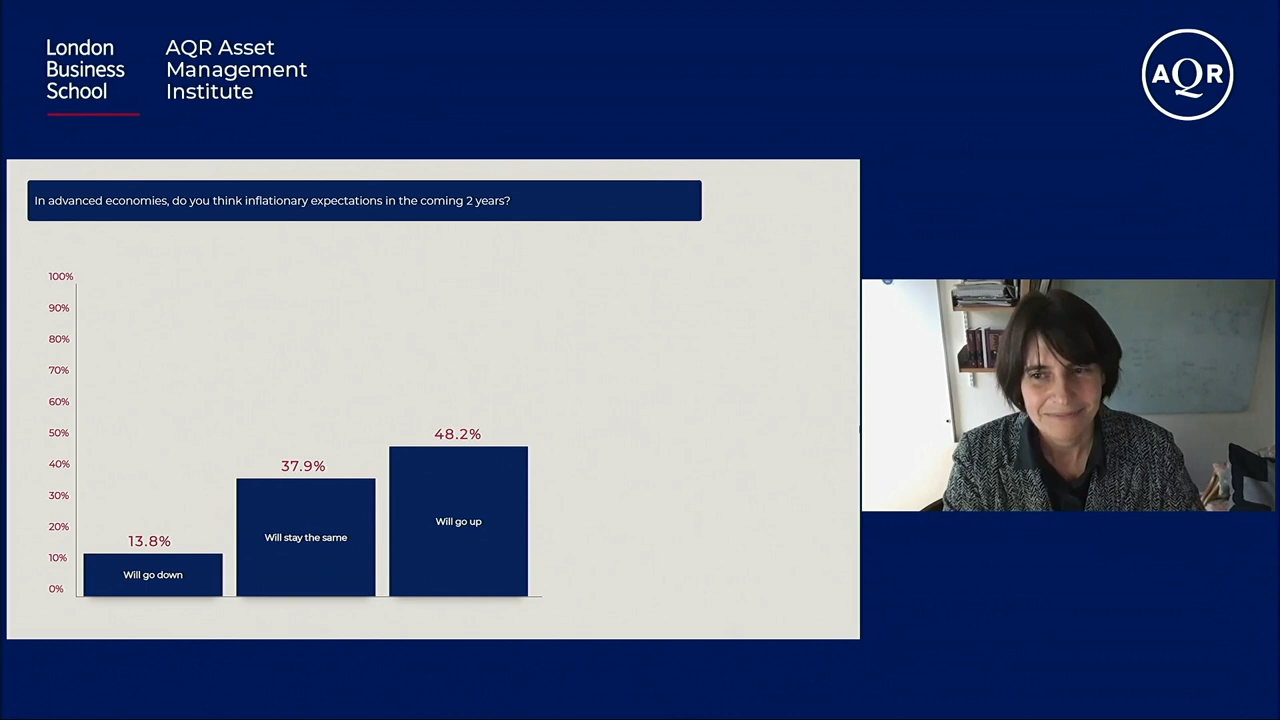 London
Business
School
AQR Asset
Management
Institute
AQR
In advanced economies, do you think inflationary expectations in the coming 2 years?
100%
90%
80%
70%
60%
50%
40%
30%
20%
10%
0%
13.8%
Will go down
37.9%
Will stay the same
48.2%
Will go up